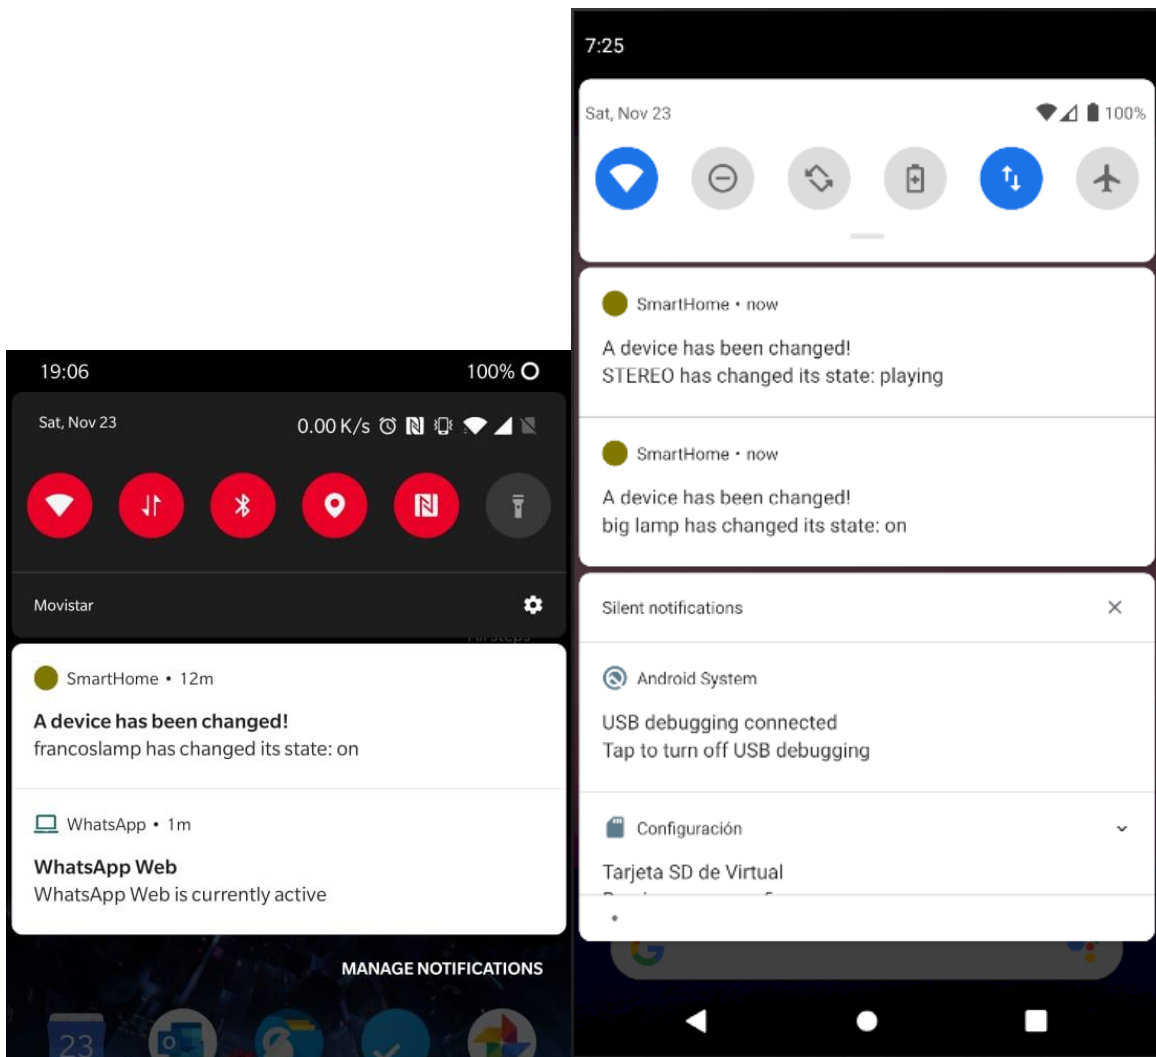 19:06
100%
Sat, Nov 23
0.00 K/s
Movistar
SmartHome • 12m
A device has been changed!
francoslamp has changed its state: on
WhatsApp • 1m
WhatsApp Web
WhatsApp Web is currently active
MANAGE NOTIFICATIONS
23
7:25
Sat, Nov 23
100%
SmartHome • now
A device has been changed!
STEREO has changed its state: playing
SmartHome • now
A device has been changed!
big lamp has changed its state: on
Silent notifications
Android System
USB debugging connected
Tap to turn off USB debugging
Configuración
Tarjeta SD de Virtual